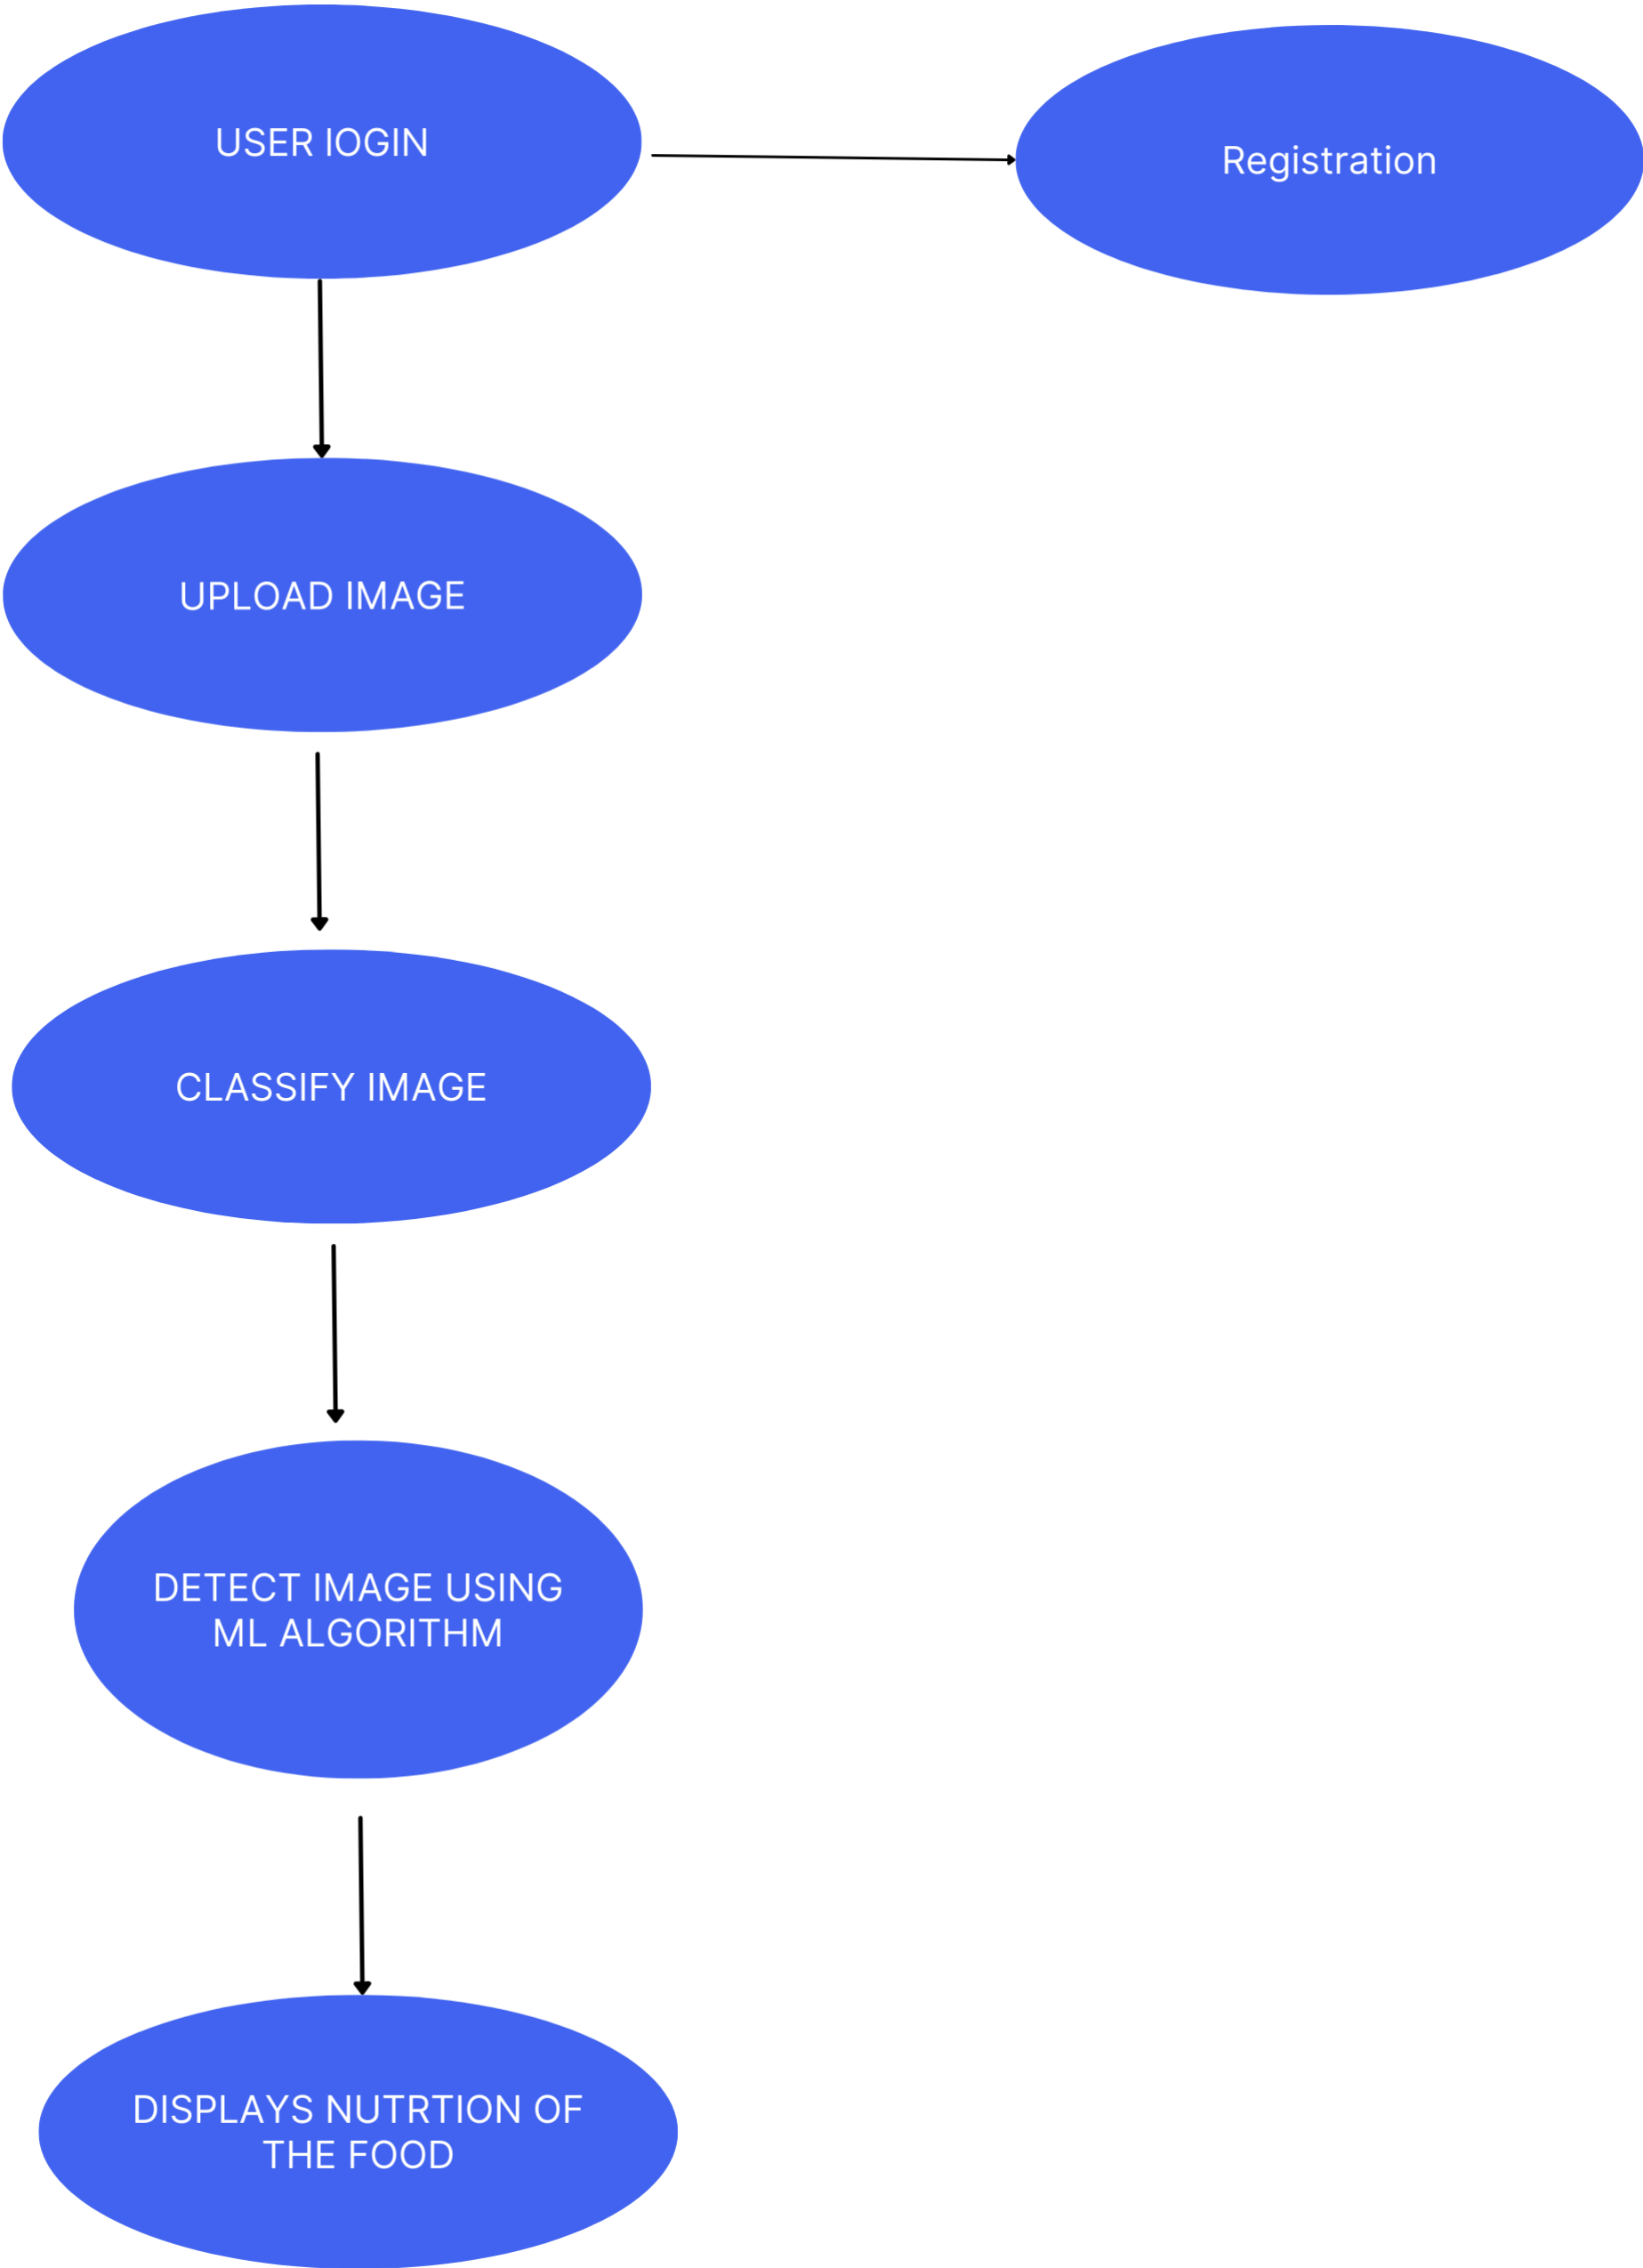 USER lOGIN
Registration
UPLOAD IMAGE
CLASSIFY IMAGE
DETECT IMAGE USING
ML ALGORITHM
DISPLAYS NUTRTION OF
THE FOOD